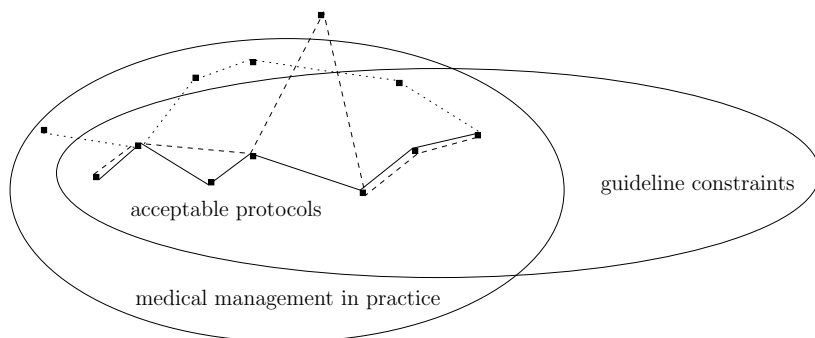 guideline constraints
acceptable protocols
medical management in practice